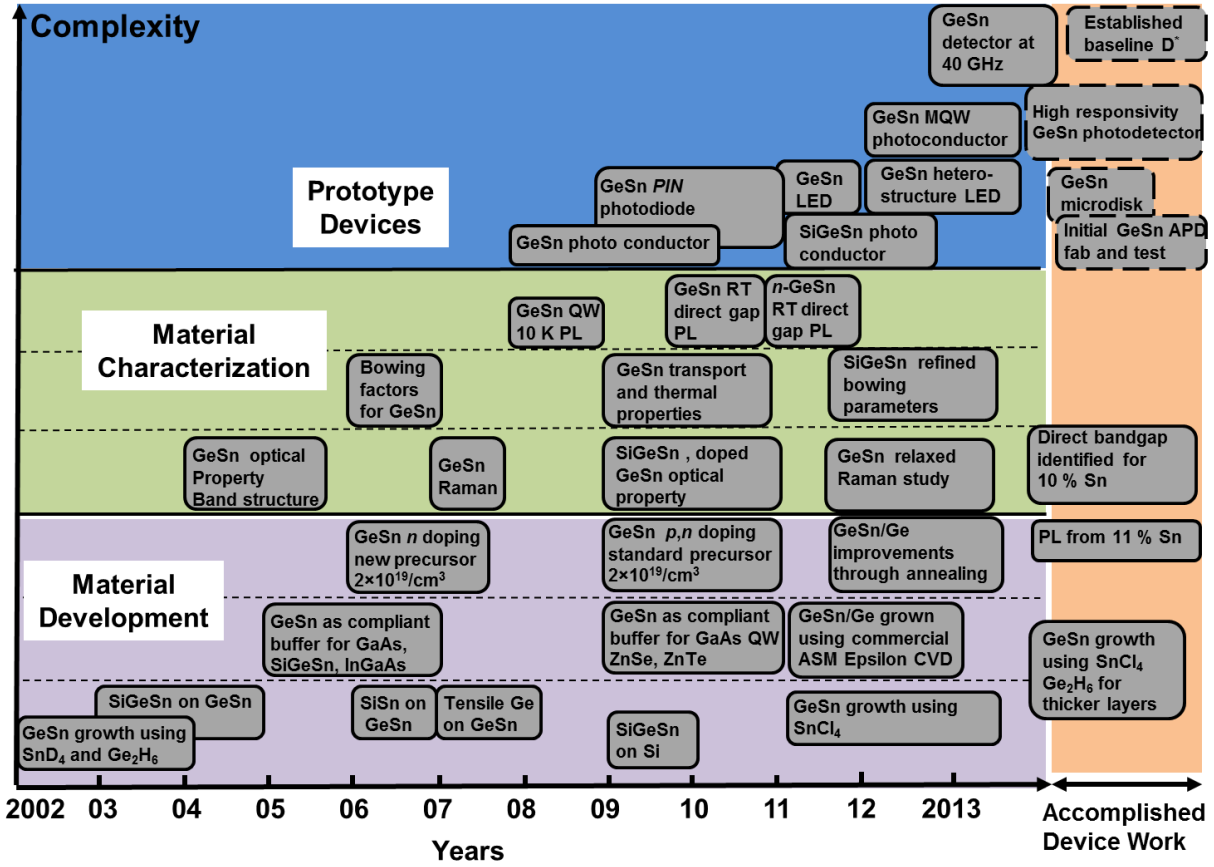 Complexity
GeSn
detector at
40 GHz
Established
baseline D*
GeSn MQW
photoconductor
High responsivity
GeSn photodetector
Prototype
Devices
GeSn PIN
photodiode
GeSn
LED
GeSn hetero-
structure LED
GeSn
microdisk
GeSn photo conductor
SiGeSn photo
conductor
Initial GeSn APD
fab and test
Material
Characterization
GeSn QW
10 K PL
GeSn RT
direct gap
PL
n-GeSn
RT direct
gap PL
Bowing
factors
for GeSn
GeSn transport
and thermal
properties
SiGeSn refined
bowing
parameters
GeSn optical
Property
Band structure
GeSn
Raman
SiGeSn , doped
GeSn optical
property
GeSn relaxed
Raman study
Direct bandgap
identified for
10 % Sn
Material
Development
GeSn n doping
new precursor
2×10¹⁹/cm³
GeSn p,n doping
standard precursor
2×10¹⁹/cm³
GeSn/Ge
improvements
through annealing
PL from 11 % Sn
GeSn as compliant
buffer for GaAs,
SiGeSn, InGaAs
GeSn as compliant
buffer for GaAs QW
ZnSe, ZnTe
GeSn/Ge grown
using commercial
ASM Epsilon CVD
GeSn growth
using SnCl₄
Ge₂H₆ for
thicker layers
SiGeSn on GeSn
GeSn growth using
SnD₄ and Ge₂H₆
SiSn on
GeSn
Tensile Ge
on GeSn
SiGeSn
on Si
GeSn growth using
SnCl₄
2002 03 04 05 06 07 08 09 10 11 12 2013
Years
Accomplished
Device Work